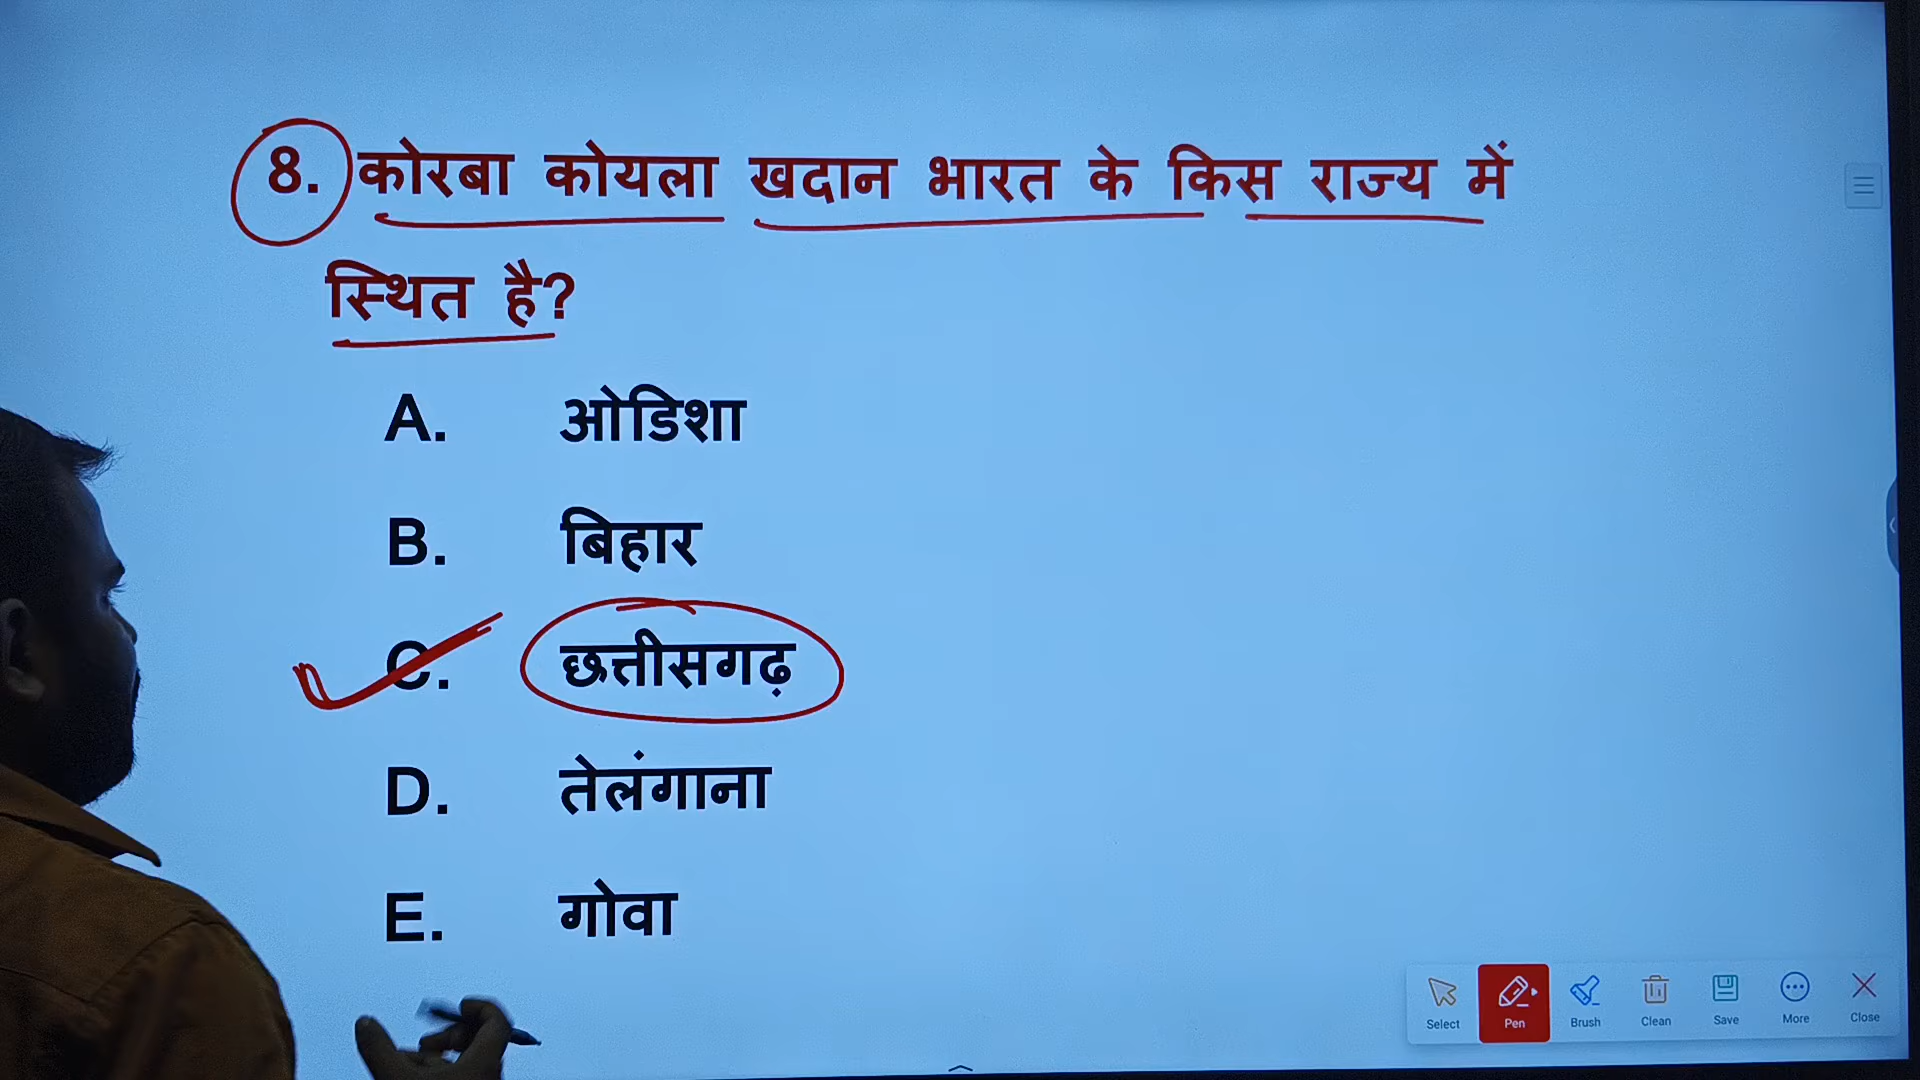 8. कोरबा कोयला खदान भारत के किस राज्य में
स्थित है?
A. ओडिशा
B. बिहार
C. छत्तीसगढ़
D. तेलंगाना
E. गोवा
Select Pen Brush Clean Save More Close